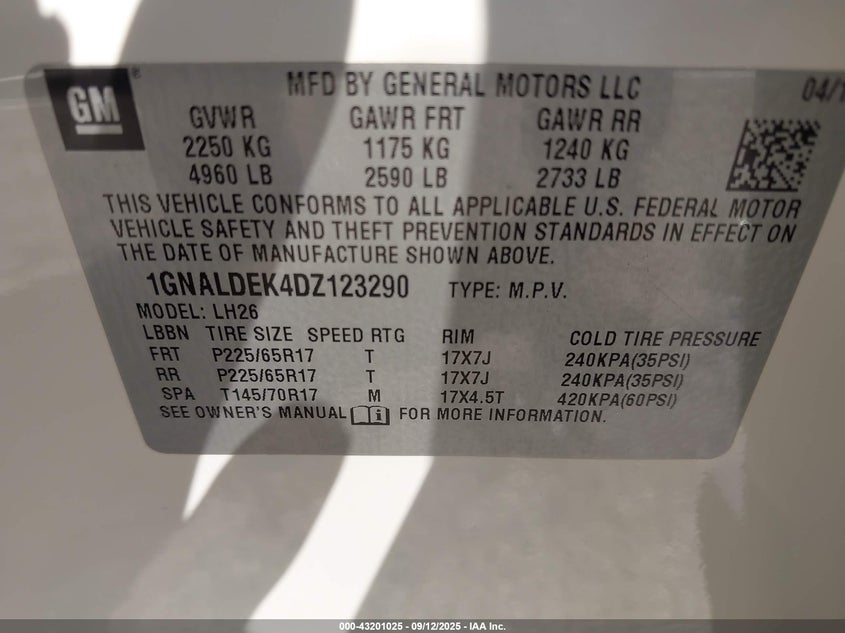 GM®
MFD BY GENERAL MOTORS LLC 04/1
GVWR GAWR FRT GAWR RR
2250 KG 1175 KG 1240 KG
4960 LB 2590 LB 2733 LB
THIS VEHICLE CONFORMS TO ALL APPLICABLE U.S. FEDERAL MOTOR
VEHICLE SAFETY AND THEFT PREVENTION STANDARDS IN EFFECT ON
THE DATE OF MANUFACTURE SHOWN ABOVE.
1GNALDEK4DZ123290 TYPE: M.P.V.
MODEL: LH26
LBBN TIRE SIZE SPEED RTG RIM COLD TIRE PRESSURE
FRT P225/65R17 T 17X7J 240KPA(35PSI)
RR P225/65R17 T 17X7J 240KPA(35PSI)
SPA T145/70R17 M 17X4.5T 420KPA(60PSI)
SEE OWNER'S MANUAL FOR MORE INFORMATION.
000-43201025 - 09/12/2025 - IAA Inc.